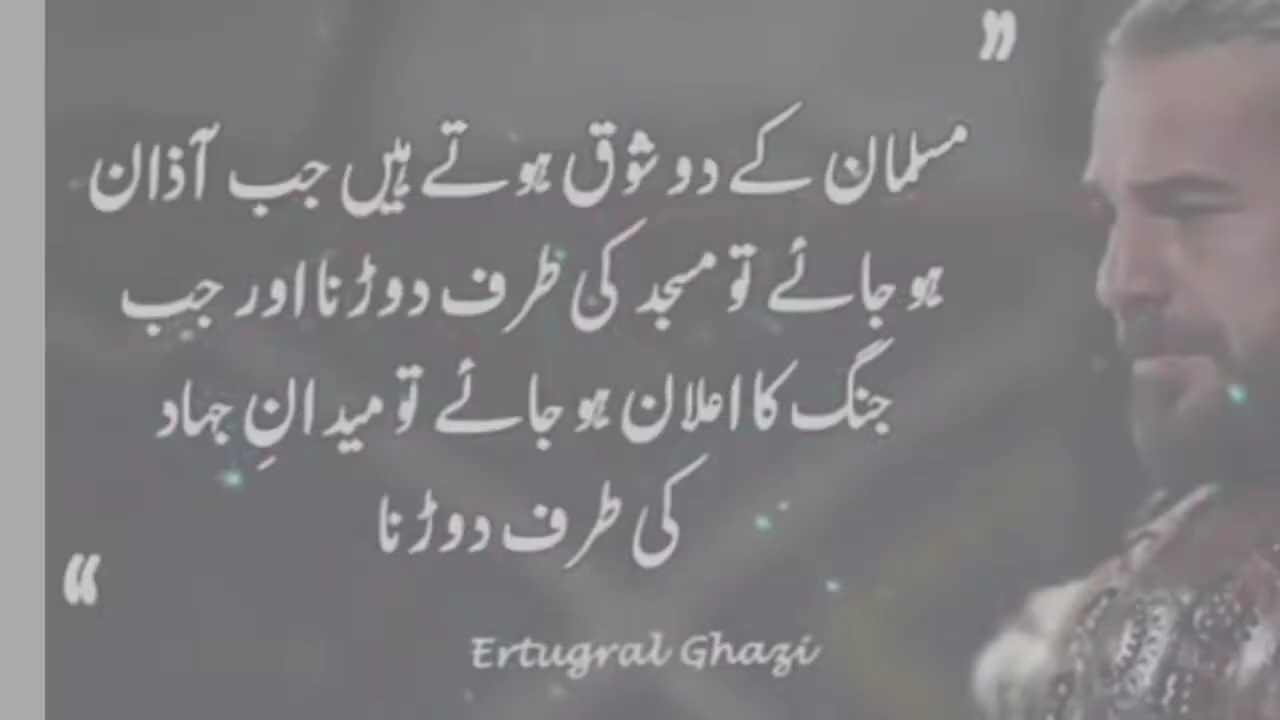 ”
مسلمان کے دو شوق ہوتے ہیں جب آذان
ہو جائے تو مسجد کی طرف دوڑنا اور جب
جنگ کا اعلان ہو جائے تو میدانِ جہاد
کی طرف دوڑنا
“
Ertugral Ghazi